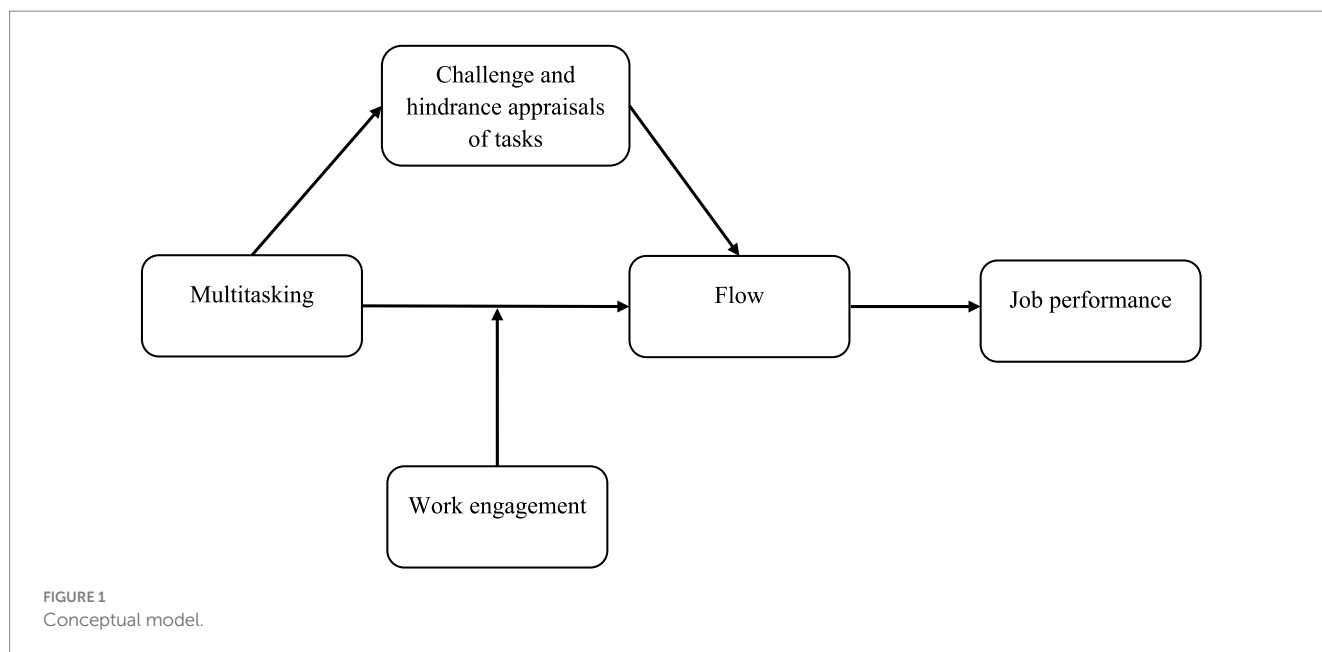 Challenge and
hindrance appraisals
of tasks
Multitasking
Flow
Job performance
Work engagement
FIGURE 1
Conceptual model.